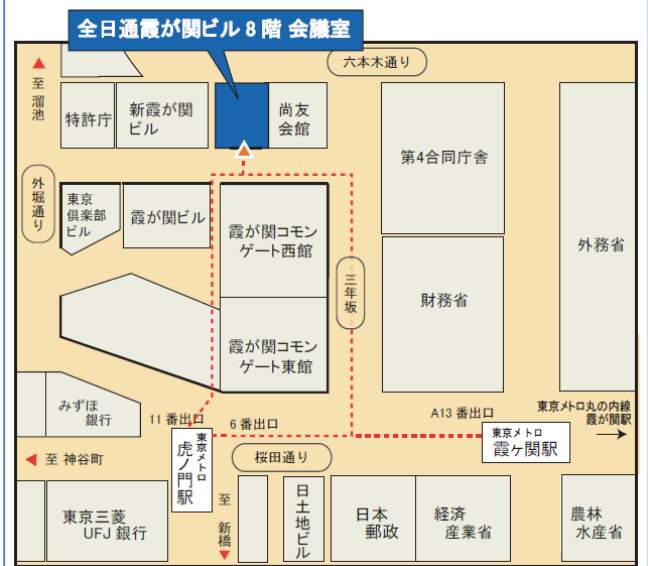 全日通霞が関ビル 8 階 会議室
六本木通り
至 溜池
特許庁
新霞が関
ビル
尚友
会館
第4合同庁舎
外堀通り
東京
倶楽部
ビル
霞が関ビル
霞が関コモン
ゲート西館
外務省
三年坂
財務省
霞が関コモン
ゲート東館
みずほ
銀行
11 番出口
6 番出口
A13 番出口
東京メトロ丸の内線
霞が関駅
東京メトロ
虎ノ門駅
東京メトロ
霞ヶ関駅
至 神谷町
桜田通り
東京三菱
UFJ 銀行
至 新橋
日土地ビル
日本
郵政
経済
産業省
農林
水産省